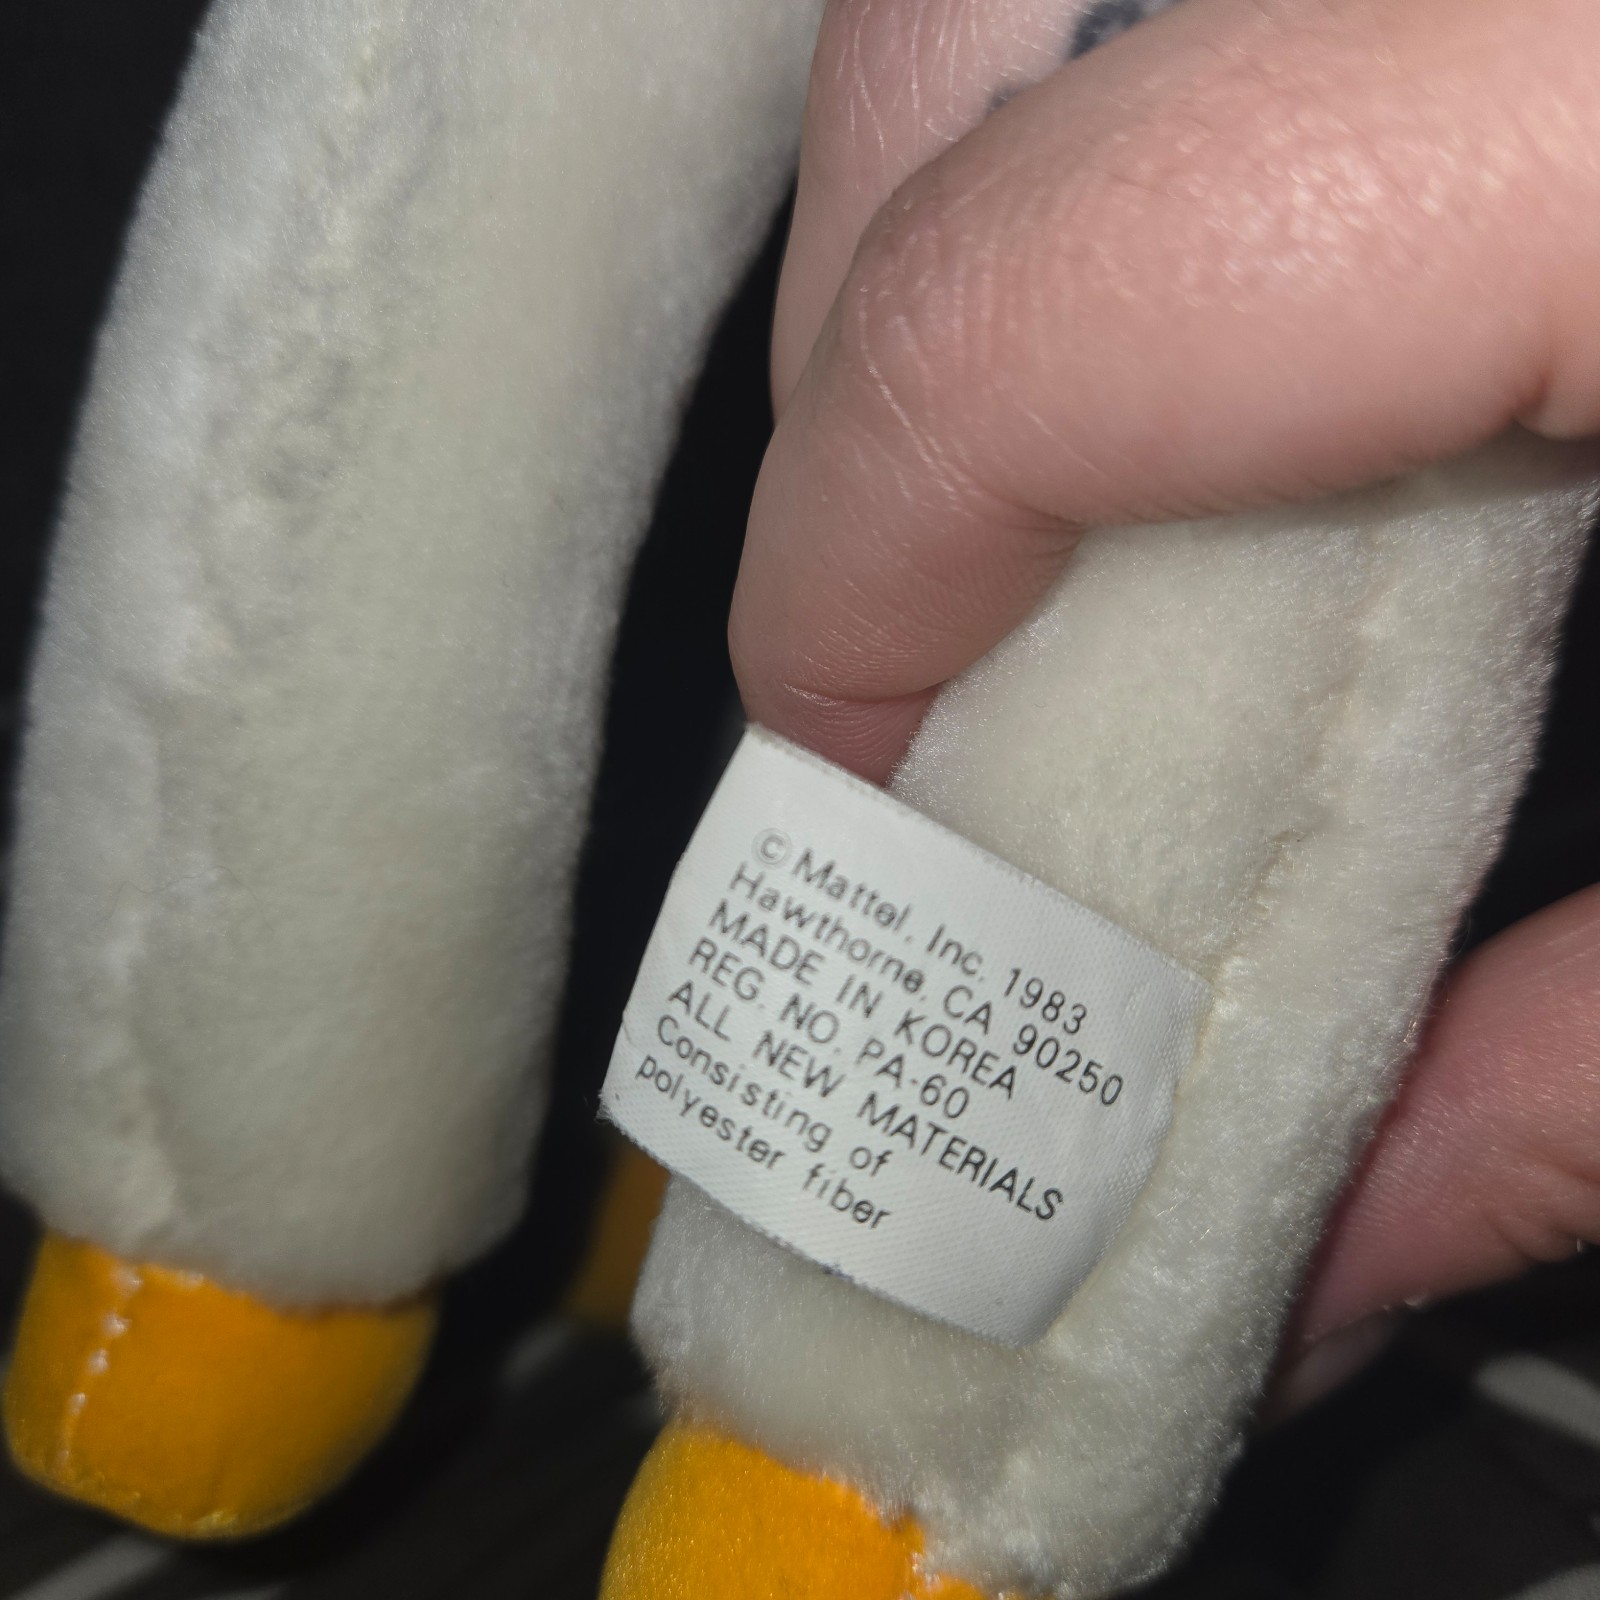 © Mattel, Inc. 1983
Hawthorne, CA 90250
MADE IN KOREA
REG. NO. PA-60
ALL NEW MATERIALS
Consisting of
polyester fiber